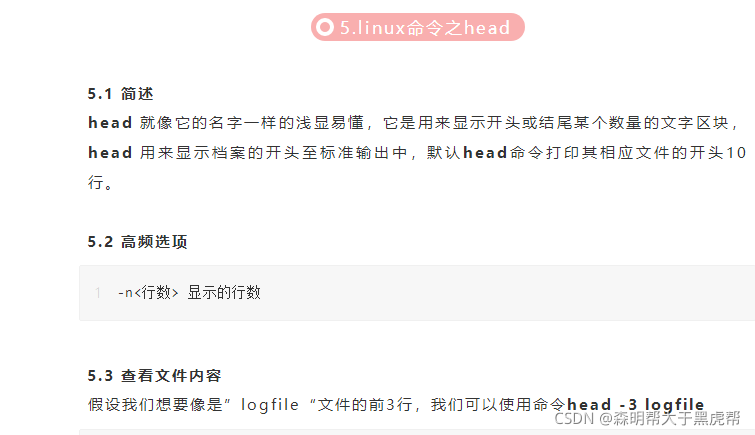 5.linux命令之head
5.1 简述
head 就像它的名字一样的浅显易懂，它是用来显示开头或结尾某个数量的文字区块，
head 用来显示档案的开头至标准输出中，默认head命令打印其相应文件的开头10
行。
5.2 高频选项
1 -n<行数> 显示的行数
5.3 查看文件内容
假设我们想要像是”logfile“文件的前3行，我们可以使用命令head -3 logfile
CSDN @森明帮大于黑虎帮